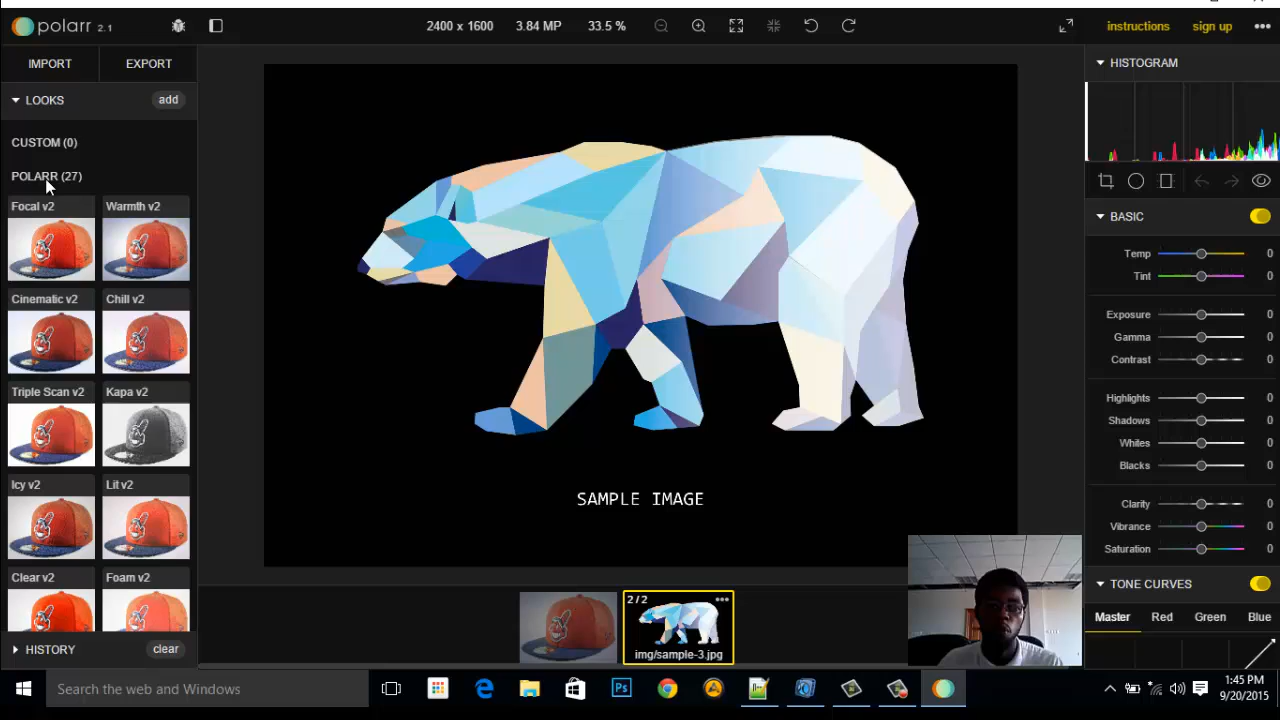 polarr 2.1
2400 x 1600 3.84 MP 33.5 %
instructions sign up
IMPORT EXPORT
LOOKS add
CUSTOM (0)
POLARR (27)
Focal v2 Warmth v2
Cinematic v2 Chill v2
Triple Scan v2 Kapa v2
Icy v2 Lit v2
Clear v2 Foam v2
HISTORY clear
SAMPLE IMAGE
2 / 2
img/sample-3.jpg
HISTOGRAM
BASIC
Temp 0
Tint 0
Exposure 0
Gamma 0
Contrast 0
Highlights 0
Shadows 0
Whites 0
Blacks 0
Clarity 0
Vibrance 0
Saturation 0
TONE CURVES
Master Red Green Blue
Search the web and Windows
Ps
1:45 PM
9/20/2015